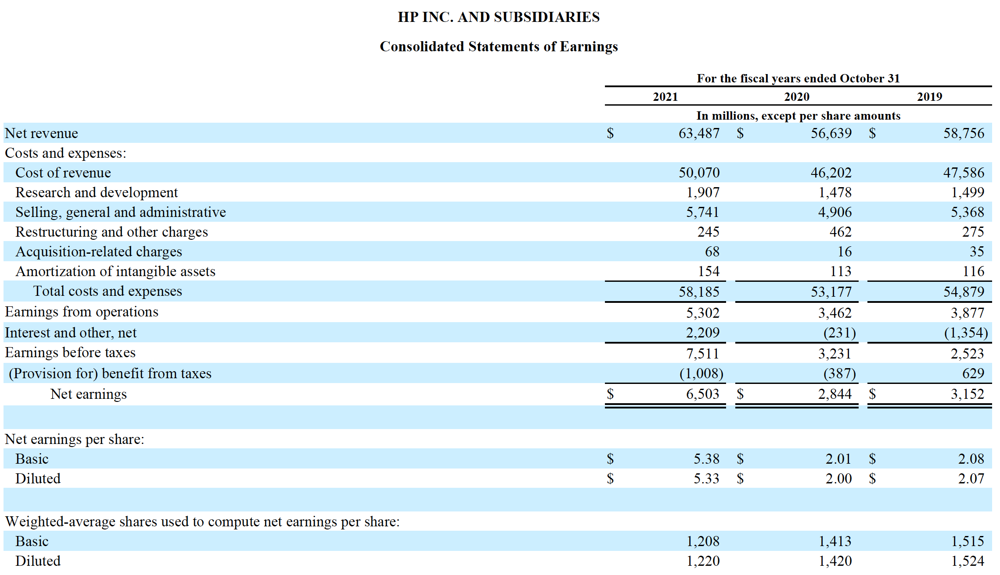 HP INC. AND SUBSIDIARIES
Consolidated Statements of Earnings
For the fiscal years ended October 31
2021 2020 2019
In millions, except per share amounts
Net revenue $ 63,487 $ 56,639 $ 58,756
Costs and expenses:
Cost of revenue 50,070 46,202 47,586
Research and development 1,907 1,478 1,499
Selling, general and administrative 5,741 4,906 5,368
Restructuring and other charges 245 462 275
Acquisition-related charges 68 16 35
Amortization of intangible assets 154 113 116
Total costs and expenses 58,185 53,177 54,879
Earnings from operations 5,302 3,462 3,877
Interest and other, net 2,209 (231) (1,354)
Earnings before taxes 7,511 3,231 2,523
(Provision for) benefit from taxes (1,008) (387) 629
Net earnings $ 6,503 $ 2,844 $ 3,152
Net earnings per share:
Basic $ 5.38 $ 2.01 $ 2.08
Diluted $ 5.33 $ 2.00 $ 2.07
Weighted-average shares used to compute net earnings per share:
Basic 1,208 1,413 1,515
Diluted 1,220 1,420 1,524